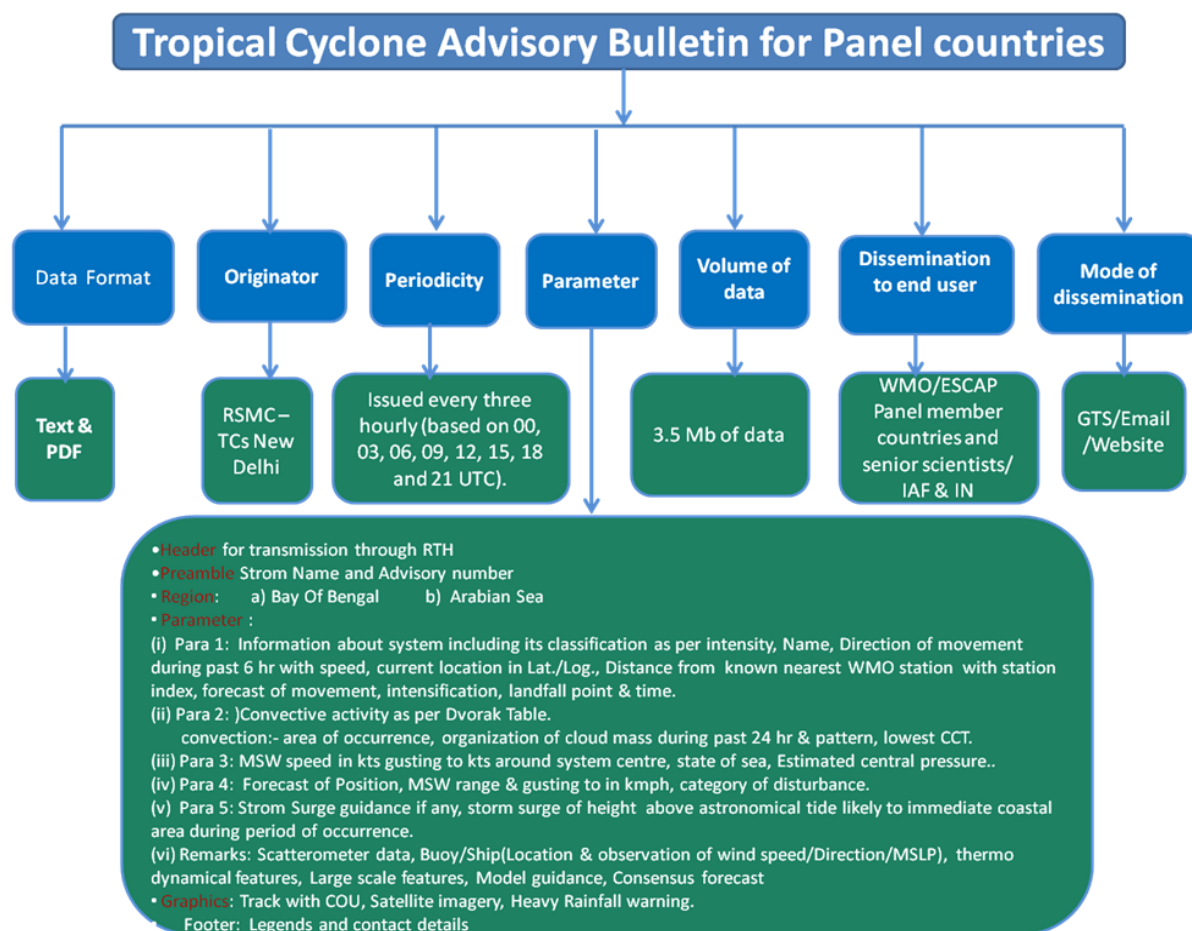 Tropical Cyclone Advisory Bulletin for Panel countries
Data Format
Originator
Periodicity
Parameter
Volume of
data
Dissemination
to end user
Mode of
dissemination
Text &
PDF
RSMC –
TCs New
Delhi
Issued every three
hourly (based on 00,
03, 06, 09, 12, 15, 18
and 21 UTC).
3.5 Mb of data
WMO/ESCAP
Panel member
countries and
senior scientists/
IAF & IN
GTS/Email
/Website
•Header for transmission through RTH
•Preamble Strom Name and Advisory number
• Region: a) Bay Of Bengal b) Arabian Sea
• Parameter :
(i) Para 1: Information about system including its classification as per intensity, Name, Direction of movement
during past 6 hr with speed, current location in Lat./Log., Distance from known nearest WMO station with station
index, forecast of movement, intensification, landfall point & time.
(ii) Para 2: )Convective activity as per Dvorak Table.
convection:- area of occurrence, organization of cloud mass during past 24 hr & pattern, lowest CCT.
(iii) Para 3: MSW speed in kts gusting to kts around system centre, state of sea, Estimated central pressure..
(iv) Para 4: Forecast of Position, MSW range & gusting to in kmph, category of disturbance.
(v) Para 5: Strom Surge guidance if any, storm surge of height above astronomical tide likely to immediate coastal
area during period of occurrence.
(vi) Remarks: Scatterometer data, Buoy/Ship(Location & observation of wind speed/Direction/MSLP), thermo
dynamical features, Large scale features, Model guidance, Consensus forecast
• Graphics: Track with COU, Satellite imagery, Heavy Rainfall warning.
• Footer: Legends and contact details